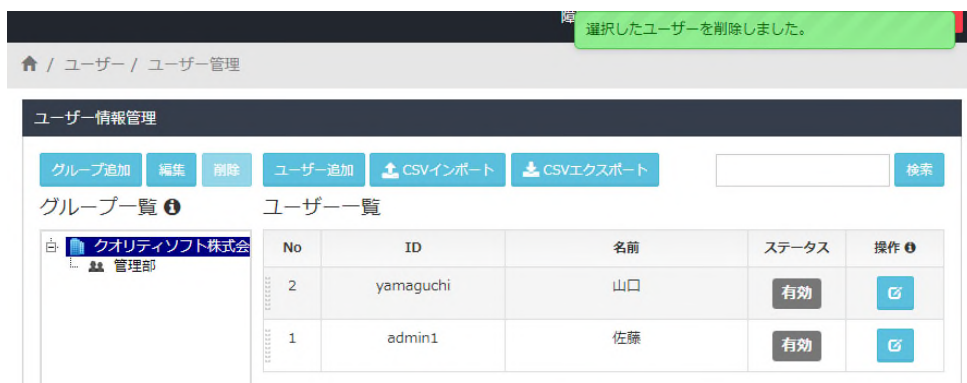 障
選択したユーザーを削除しました。
/ ユーザー / ユーザー管理
ユーザー情報管理
グループ追加 編集 削除 ユーザー追加 CSVインポート CSVエクスポート 検索
グループ一覧 ユーザー一覧
クオリティソフト株式会
管理部
No ID 名前 ステータス 操作
2 yamaguchi 山口 有効
1 admin1 佐藤 有効